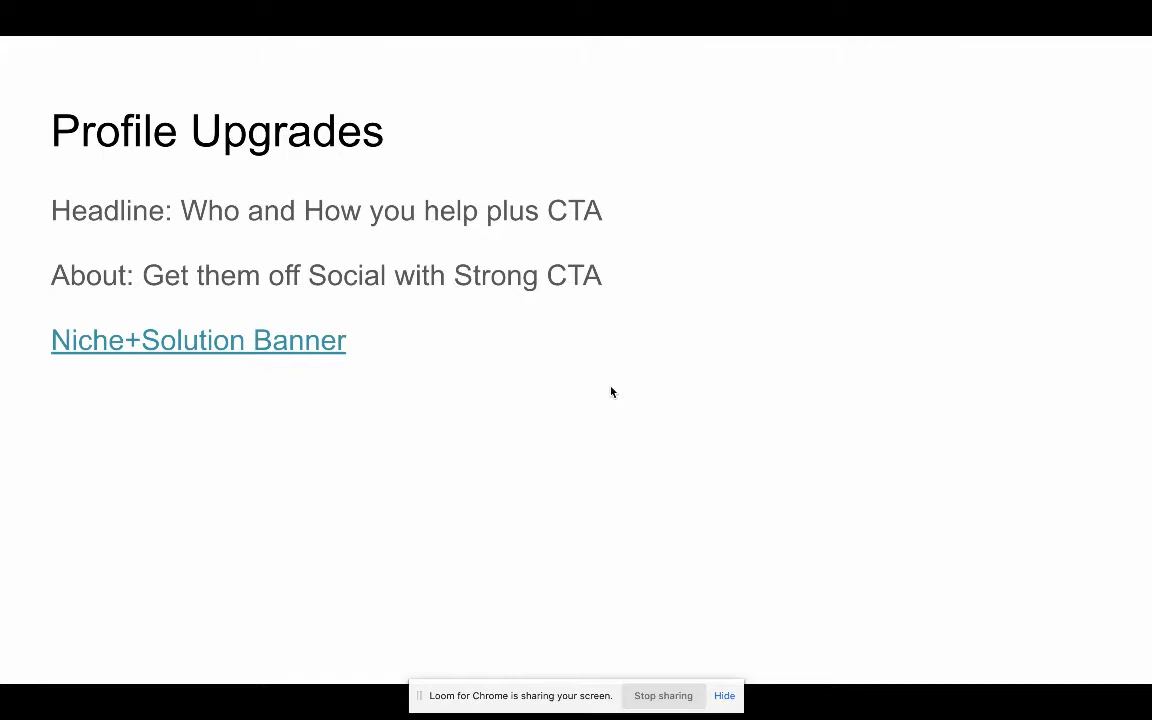 Profile Upgrades
Headline: Who and How you help plus CTA
About: Get them off Social with Strong CTA
Niche+Solution Banner
Loom for Chrome is sharing your screen. Stop sharing Hide